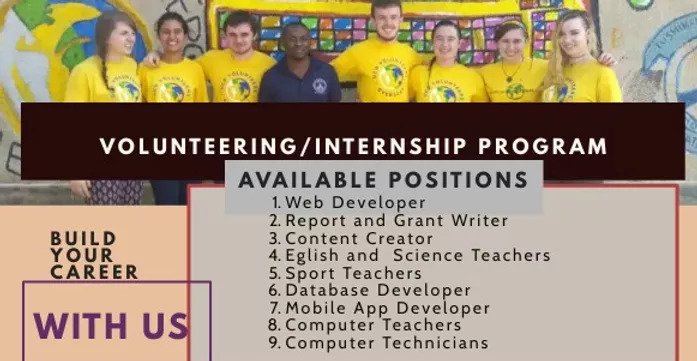 VOLUNTEERING/INTERNSHIP PROGRAM
AVAILABLE POSITIONS
1. Web Developer
2. Report and Grant Writer
3. Content Creator
4. Eglish and Science Teachers
5. Sport Teachers
6. Database Developer
7. Mobile App Developer
8. Computer Teachers
9. Computer Technicians
BUILD
YOUR
CAREER
WITH US